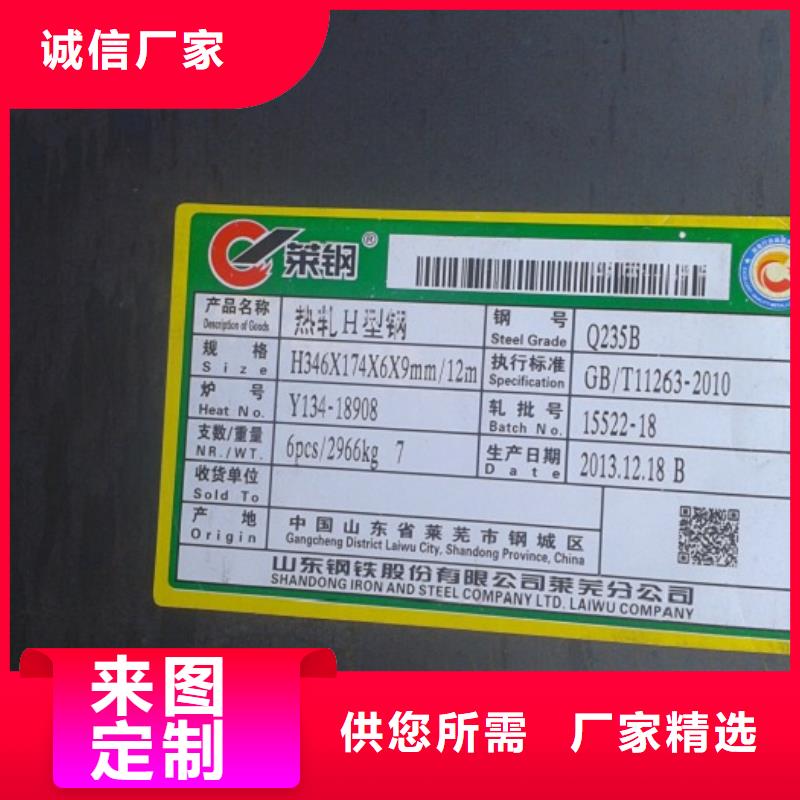 诚信厂家
莱钢®
产品名称 热轧H型钢 钢号 Q235B
Description of Goods Steel Grade
规格 H346X174X6X9mm/12m 执行标准 GB/T11263-2010
Size Specification
炉号 Y134-18908 轧批号 15522-18
Heat No. Batch No.
支数/重量 6pcs/2966kg 7 生产日期 2013.12.18 B
NR./WT. Date
收货单位
Sold To
产地 中国山东省莱芜市钢城区
Origin Gangcheng District Laiwu City, Shandong Province, China
山东钢铁股份有限公司莱芜分公司
SHANDONG IRON AND STEEL COMPANY LTD. LAIWU COMPANY
来图
定制
供您所需 厂家精选